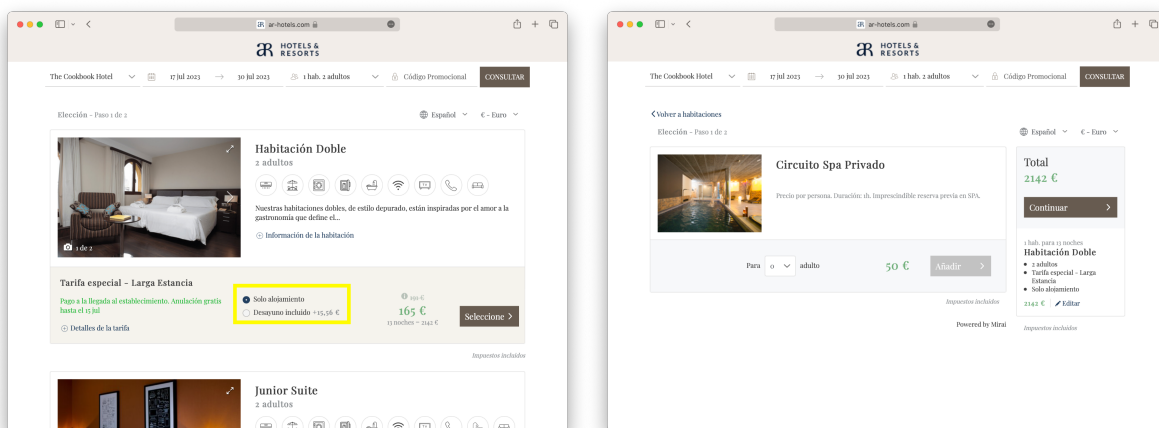 ar-hotels.com
HOTELS &
RESORTS
The Cookbook Hotel 17 jul 2023 → 30 jul 2023 1 hab. 2 adultos Código Promocional CONSULTAR
Elección - Paso 1 de 2 Español € - Euro
Habitación Doble
2 adultos
Nuestras habitaciones dobles, de estilo depurado, están inspiradas por el amor a la
gastronomía que define el...
Información de la habitación
1 de 2
Tarifa especial - Larga Estancia
Pago a la llegada al establecimiento. Anulación gratis
hasta el 15 jul
Detalles de la tarifa
Solo alojamiento
Desayuno incluido +15,56 €
165 €
13 noches - 2142 €
Seleccione >
Impuestos incluidos
Junior Suite
2 adultos
ar-hotels.com
HOTELS &
RESORTS
The Cookbook Hotel 17 jul 2023 → 30 jul 2023 1 hab. 2 adultos Código Promocional CONSULTAR
Volver a habitaciones
Elección - Paso 1 de 2 Español € - Euro
Circuito Spa Privado
Precio por persona. Duración: 1h. Imprescindible reserva previa en SPA.
Para 0 adulto 50 € Añadir >
Impuestos incluidos
Powered by Mirai
Total
2142 €
Continuar >
1 hab. para 13 noches
Habitación Doble
• 2 adultos
• Tarifa especial - Larga
Estancia
• Solo alojamiento
2142 € Editar
Impuestos incluidos